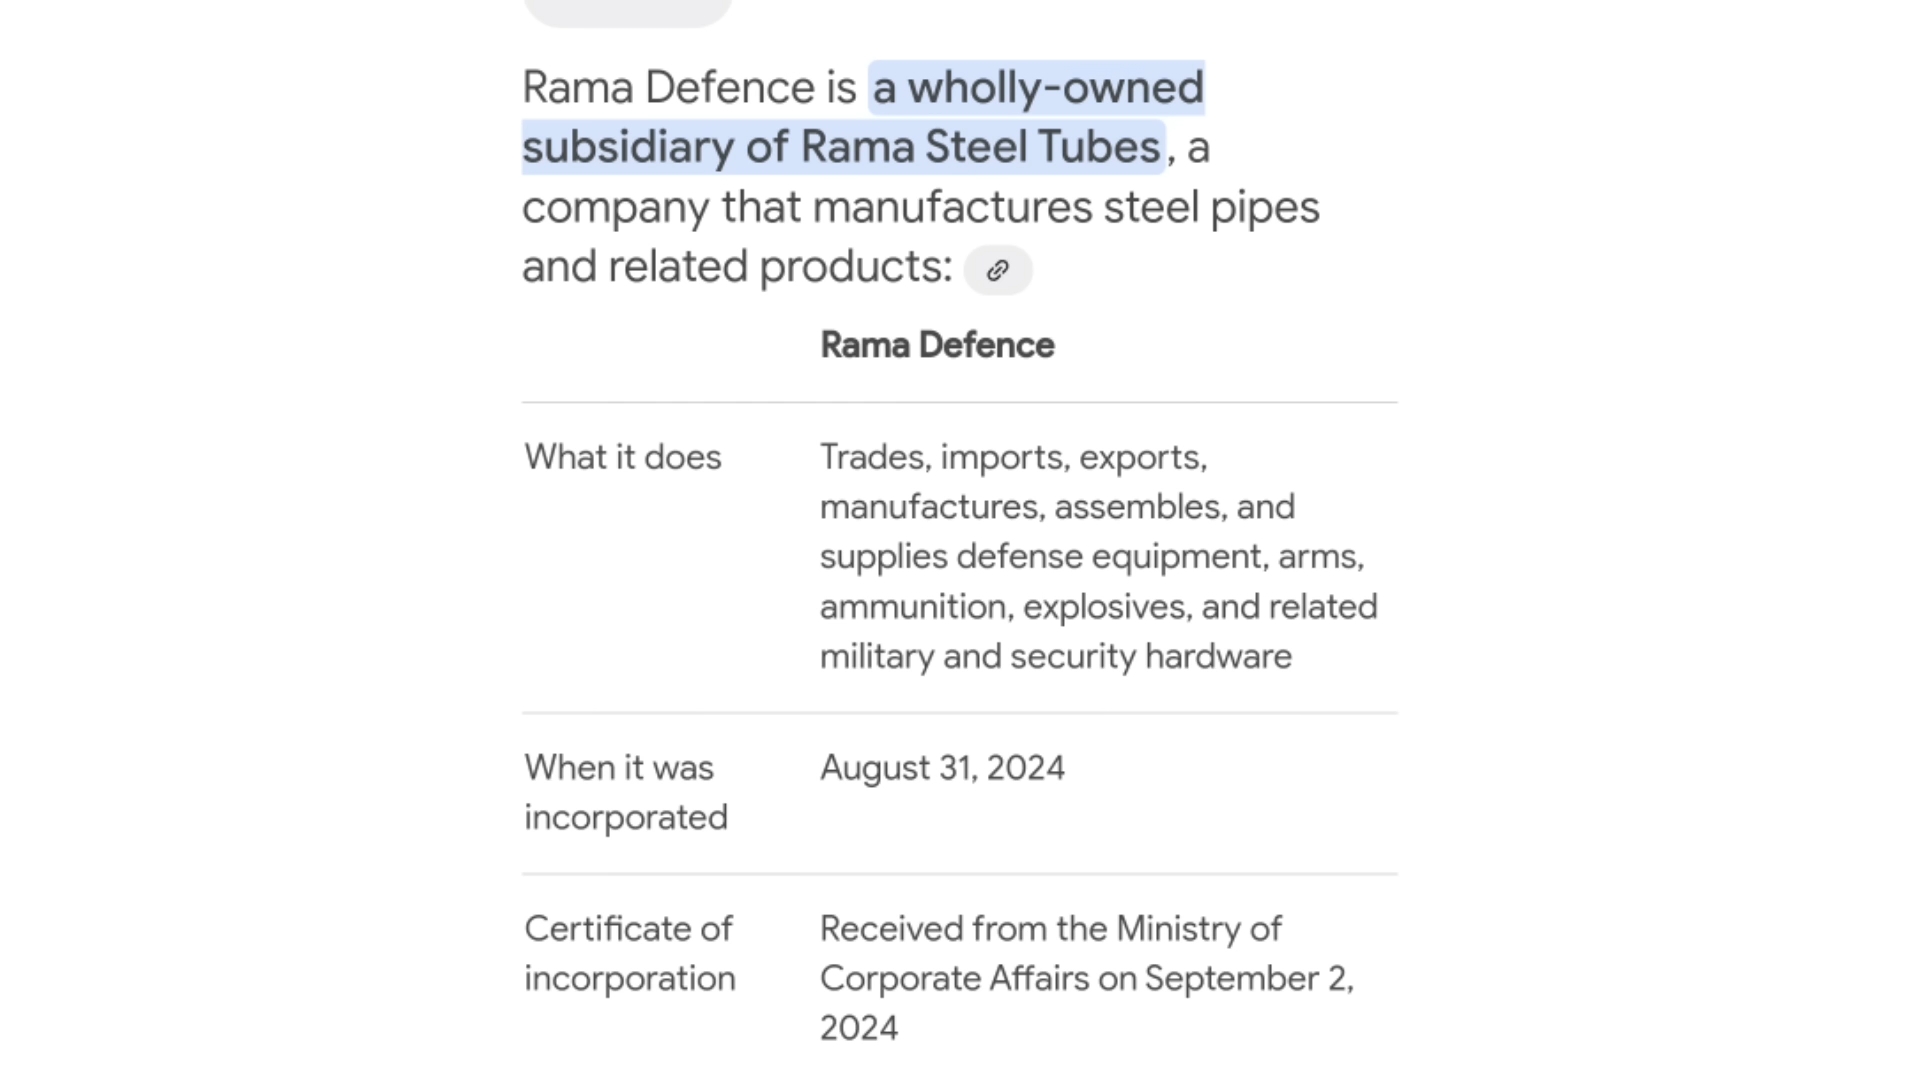 Rama Defence is a wholly-owned
subsidiary of Rama Steel Tubes, a
company that manufactures steel pipes
and related products:
Rama Defence
What it does
Trades, imports, exports,
manufactures, assembles, and
supplies defense equipment, arms,
ammunition, explosives, and related
military and security hardware
When it was
incorporated
August 31, 2024
Certificate of
incorporation
Received from the Ministry of
Corporate Affairs on September 2,
2024